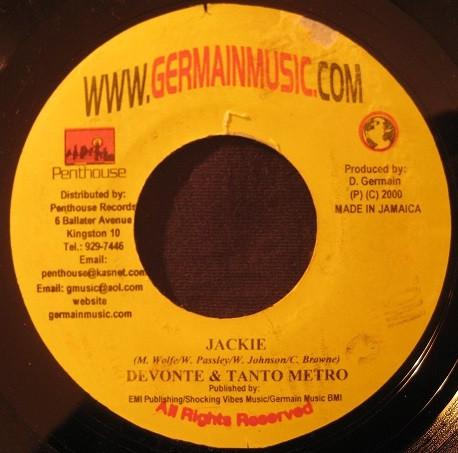 WWW.GERMAINMUSIC.COM
Penthouse
Distributed by:
Penthouse Records
6 Ballater Avenue
Kingston 10
Tel.: 929-7446
Email:
penthouse@kasnet.com
Email: gmusic@aol.com
website
germainmusic.com
Produced by:
D. Germain
(P) (C) 2000
MADE IN JAMAICA
JACKIE
(M. Wolfe/W. Passley/W. Johnson/C. Browne)
DEVONTE & TANTO METRO
Published by:
EMI Publishing/Shocking Vibes Music/Germain Music BMI
All Rights Reserved